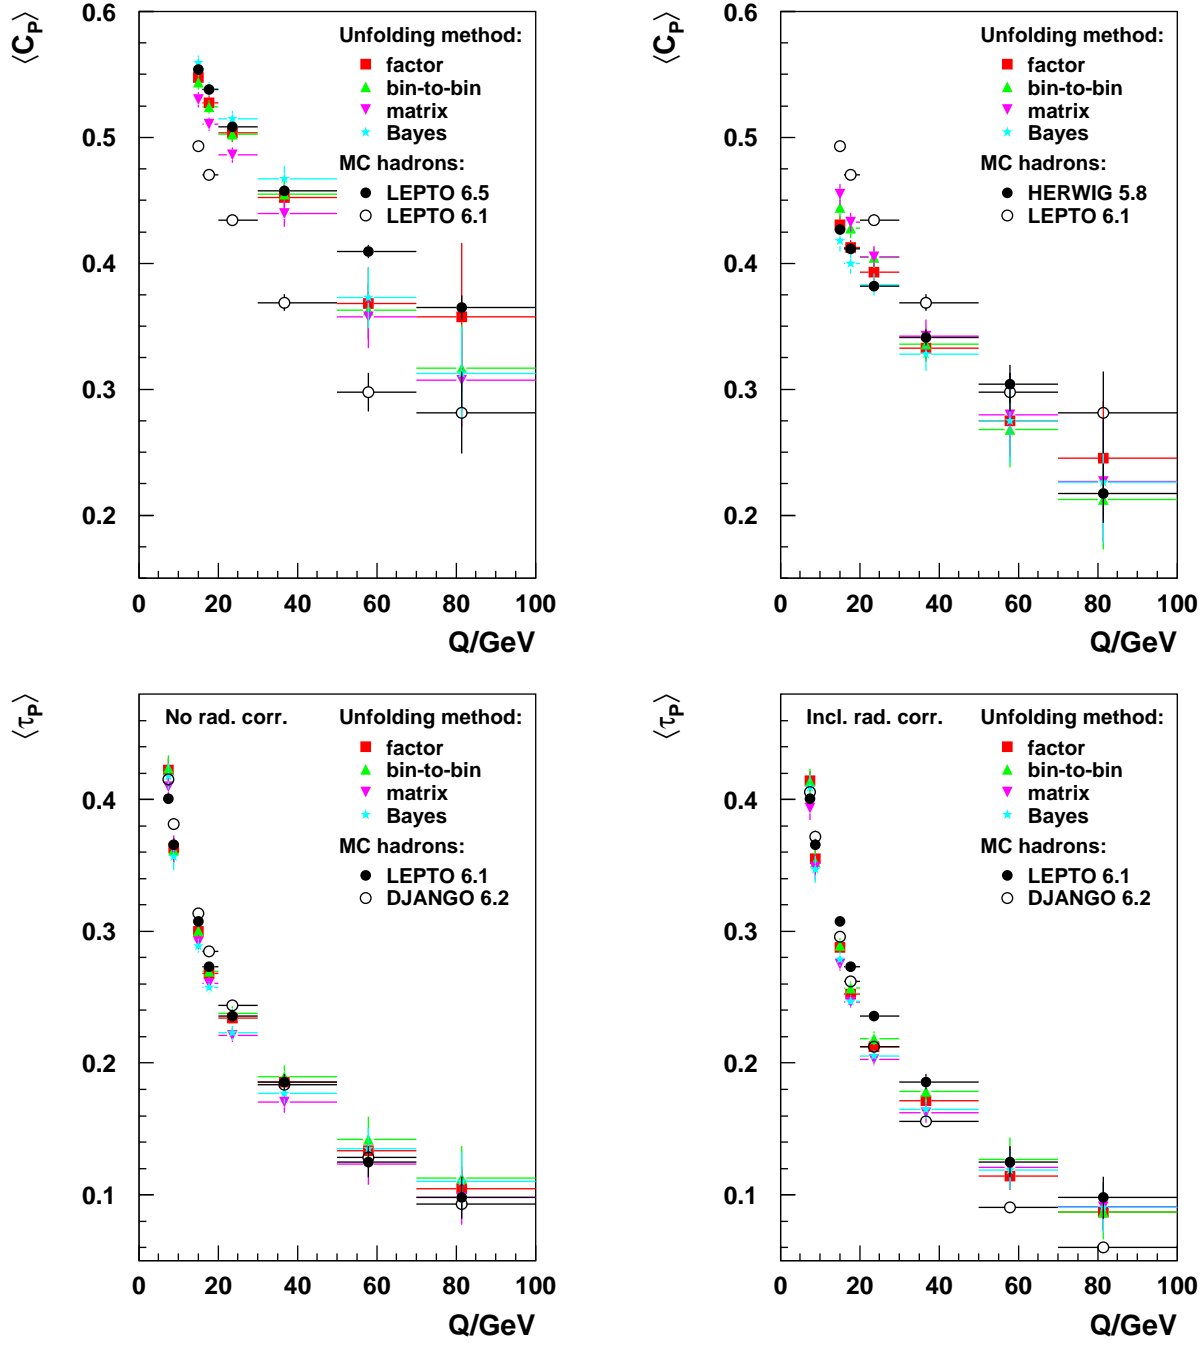 ⟨C_P⟩
0.6
Unfolding method:
factor
bin-to-bin
matrix
Bayes
MC hadrons:
LEPTO 6.5
LEPTO 6.1
0.5
0.4
0.3
0.2
0 20 40 60 80 100
Q/GeV
⟨C_P⟩
0.6
Unfolding method:
factor
bin-to-bin
matrix
Bayes
MC hadrons:
HERWIG 5.8
LEPTO 6.1
0.5
0.4
0.3
0.2
0 20 40 60 80 100
Q/GeV
⟨τ_P⟩
No rad. corr. Unfolding method:
factor
bin-to-bin
matrix
Bayes
MC hadrons:
LEPTO 6.1
DJANGO 6.2
0.4
0.3
0.2
0.1
0 20 40 60 80 100
Q/GeV
⟨τ_P⟩
Incl. rad. corr. Unfolding method:
factor
bin-to-bin
matrix
Bayes
MC hadrons:
LEPTO 6.1
DJANGO 6.2
0.4
0.3
0.2
0.1
0 20 40 60 80 100
Q/GeV